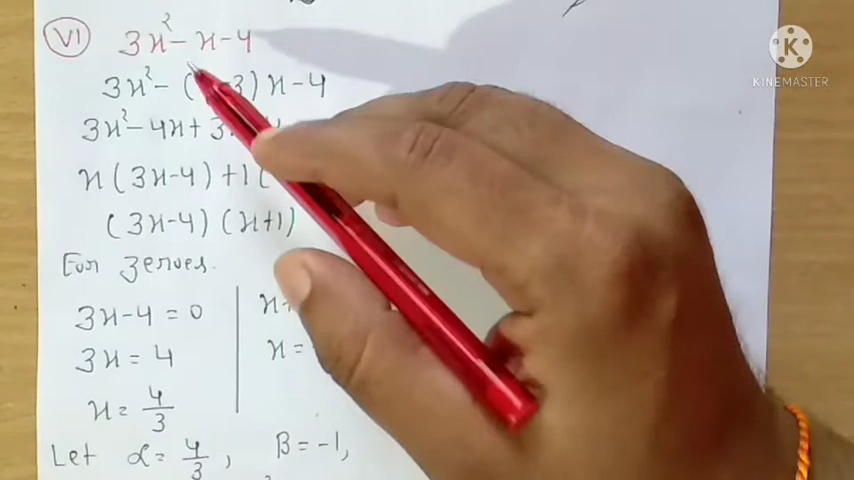 VI 3x² - x - 4
3x² - ( -3)x - 4
3x² - 4x + 3
x(3x-4) +1(
(3x-4) (x+1)
For zeroes.
3x-4 = 0
3x = 4
x = 4/3
x
x =
Let α = 4/3, β = -1,
K
KINEMASTER